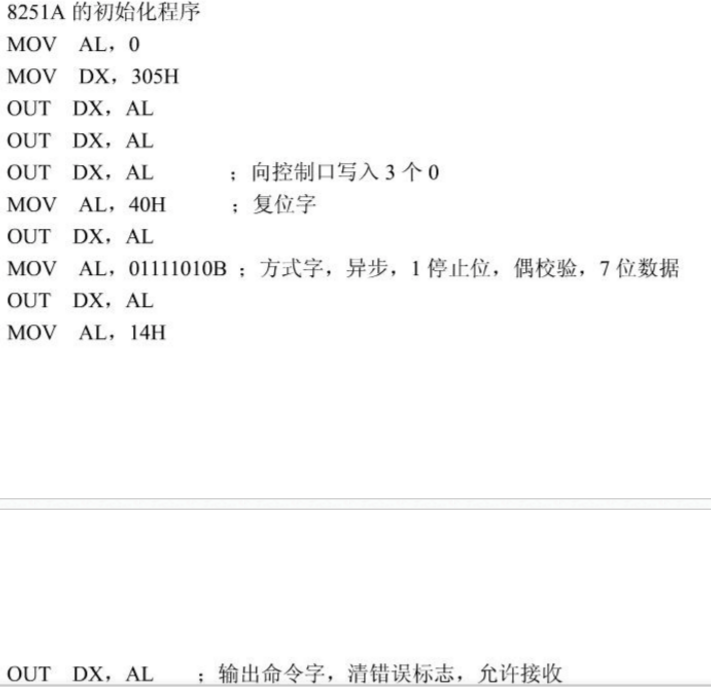 8251A 的初始化程序
MOV AL，0
MOV DX，305H
OUT DX，AL
OUT DX，AL
OUT DX，AL ；向控制口写入 3 个 0
MOV AL，40H ；复位字
OUT DX，AL
MOV AL，01111010B ；方式字，异步，1 停止位，偶校验，7 位数据
OUT DX，AL
MOV AL，14H
OUT DX，AL ；输出命令字，清错误标志，允许接收